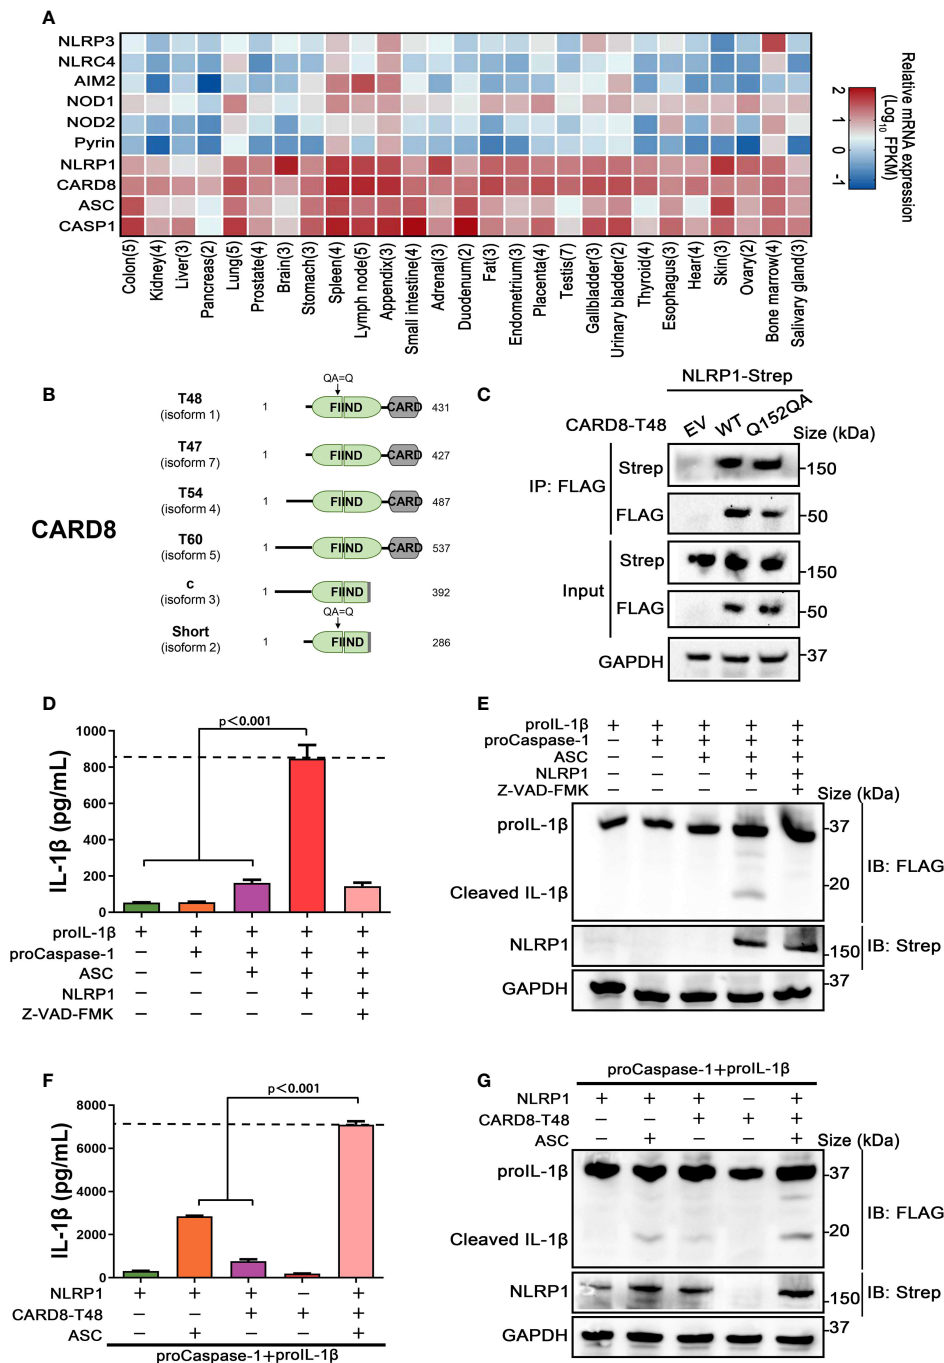 A
NLRP3
NLRC4
AIM2
NOD1
NOD2
Pyrin
NLRP1
CARD8
ASC
CASP1
Colon(5)
Kidney(4)
Liver(3)
Pancreas(2)
Lung(5)
Prostate(4)
Brain(3)
Stomach(3)
Spleen(4)
Lymph node(5)
Appendix(3)
Small intestine(4)
Adrenal(3)
Duodenum(2)
Fat(3)
Endometrium(3)
Placenta(4)
Testis(7)
Gallbladder(3)
Urinary bladder(2)
Thyroid(4)
Esophagus(3)
Hear(4)
Skin(3)
Ovary(2)
Bone marrow(4)
Salivary gland(3)
2
1
0
-1
Relative mRNA expression
(Log10 FPKM)
B
CARD8
QA=Q
T48
(isoform 1)
1 FIIND CARD 431
T47
(isoform 7)
1 FIIND CARD 427
T54
(isoform 4)
1 FIIND CARD 487
T60
(isoform 5)
1 FIIND CARD 537
c
(isoform 3)
1 FIIND 392
QA=Q
Short
(isoform 2)
1 FIIND 286
C
NLRP1-Strep
CARD8-T48 EV WT Q152QA Size (kDa)
IP: FLAG
Strep 150
FLAG 50
Input
Strep 150
FLAG 50
GAPDH 37
D
p<0.001
IL-1β (pg/mL)
1000
800
600
400
200
0
proIL-1β + + + + +
proCaspase-1 − + + + +
ASC − − + + +
NLRP1 − − − + +
Z-VAD-FMK − − − − +
E
proIL-1β + + + + +
proCaspase-1 − + + + +
ASC − − + + +
NLRP1 − − − + +
Z-VAD-FMK − − − − +
Size (kDa)
proIL-1β 37
Cleaved IL-1β 20
IB: FLAG
NLRP1 150 IB: Strep
GAPDH 37
F
p<0.001
IL-1β (pg/mL)
8000
6000
4000
2000
0
NLRP1 + + + − +
CARD8-T48 − − + + +
ASC − + − − +
proCaspase-1+proIL-1β
G
proCaspase-1+proIL-1β
NLRP1 + + + − +
CARD8-T48 − − + + +
ASC − + − − +
Size (kDa)
proIL-1β 37
Cleaved IL-1β 20
IB: FLAG
NLRP1 150 IB: Strep
GAPDH 37